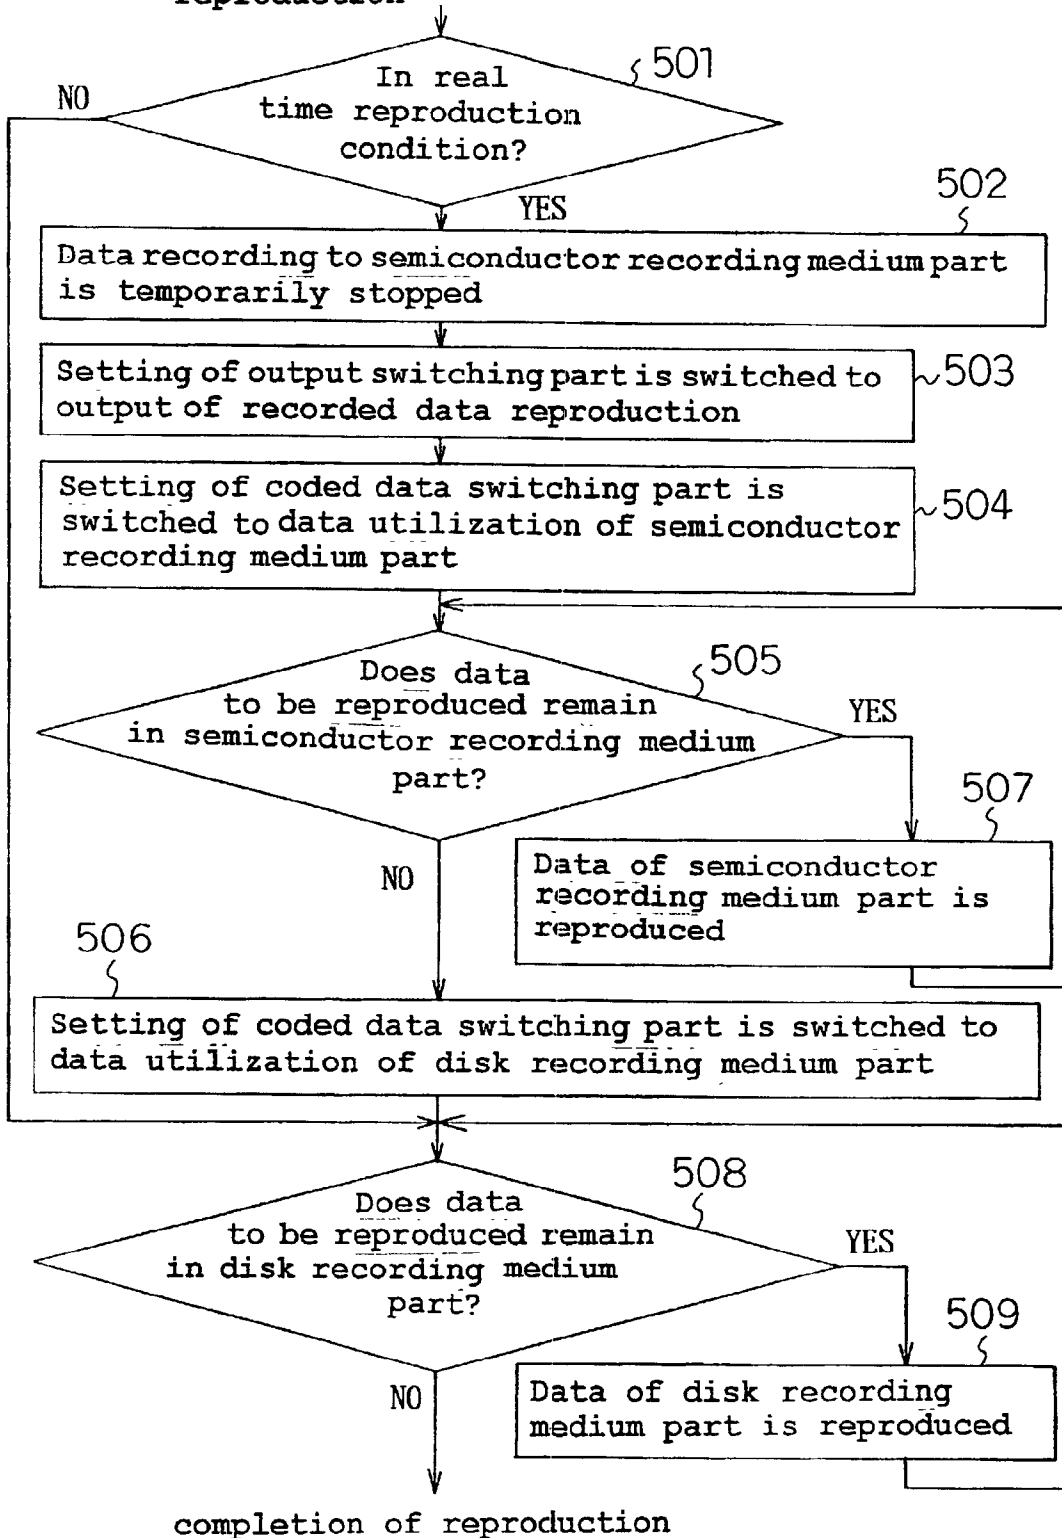 reproduction
501
In real
time reproduction
condition?
NO
YES
502
Data recording to semiconductor recording medium part
is temporarily stopped
503
Setting of output switching part is switched to
output of recorded data reproduction
504
Setting of coded data switching part is
switched to data utilization of semiconductor
recording medium part
505
Does data
to be reproduced remain
in semiconductor recording medium
part?
YES
NO
507
Data of semiconductor
recording medium part is
reproduced
506
Setting of coded data switching part is switched to
data utilization of disk recording medium part
508
Does data
to be reproduced remain
in disk recording medium
part?
YES
NO
509
Data of disk recording
medium part is reproduced
completion of reproduction